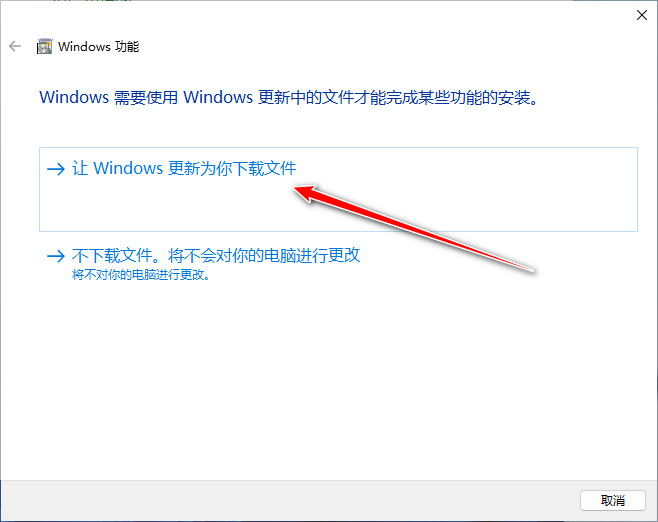 Windows 功能
Windows 需要使用 Windows 更新中的文件才能完成某些功能的安装。
让 Windows 更新为你下载文件
不下载文件。将不会对你的电脑进行更改
将不对你的电脑进行更改。
取消